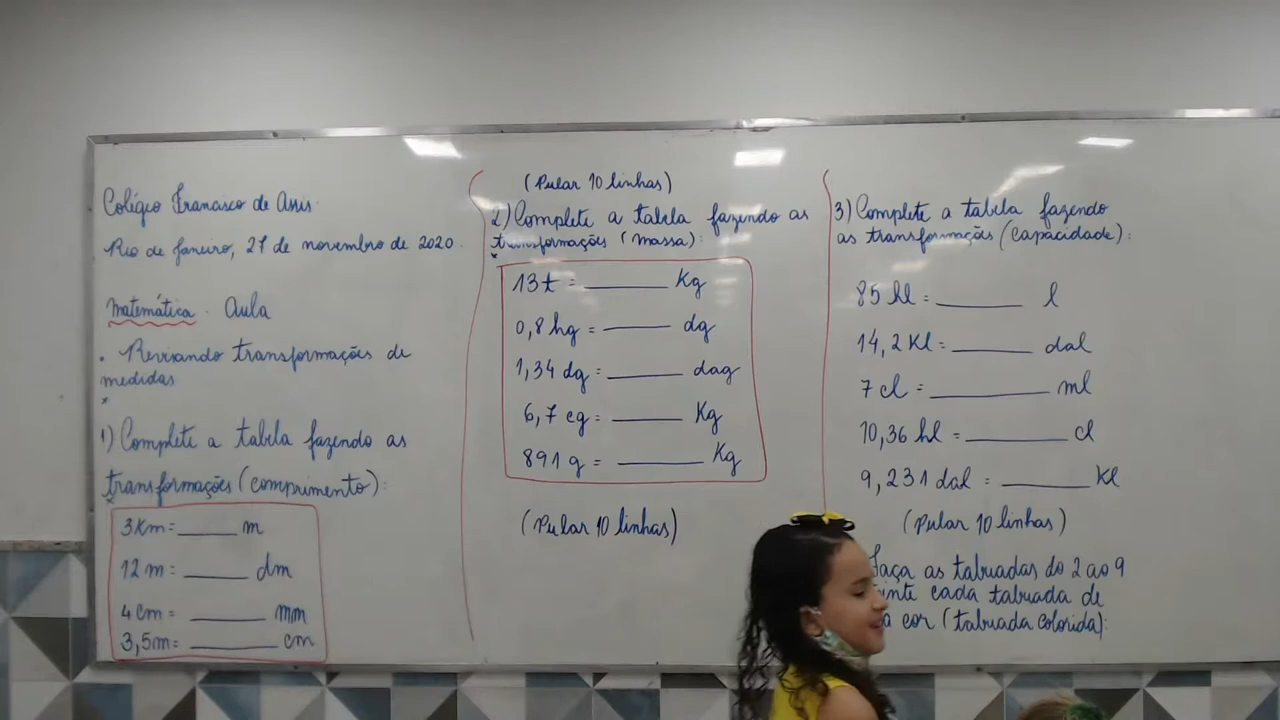 Colégio Francisco de Assis
Rio de Janeiro, 27 de novembro de 2020.
Matemática. Aula
. Revisando transformações de
medidas
1) Complete a tabela fazendo as
transformações (comprimento):
3Km = ______ m
12 m = ______ dm
4 cm = ______ mm
3,5m = ______ cm
(Pular 10 linhas)
2) Complete a tabela fazendo as
transformações (massa):
13t = ______ Kg
0,8 hg = ______ dg
1,34 dg = ______ dag
6,7 cg = ______ Kg
891 g = ______ Kg
(Pular 10 linhas)
3) Complete a tabela fazendo
as transformações (capacidade):
85 hl = ______ l
14,2 Kl = ______ dal
7 cl = ______ ml
10,36 hl = ______ cl
9,231 dal = ______ Kl
(Pular 10 linhas)
Faça as tabuadas do 2 ao 9
cada tabuada de
cor (tabuada colorida):